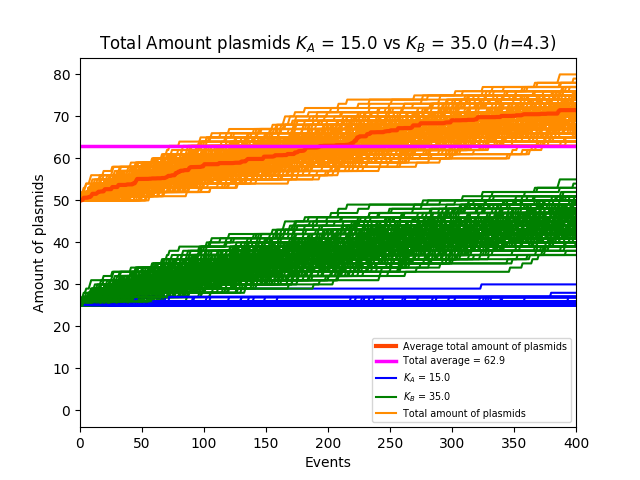 Total Amount plasmids K_A = 15.0 vs K_B = 35.0 (h=4.3)
80
70
60
50
40
30
20
10
0
Amount of plasmids
Average total amount of plasmids
Total average = 62.9
K_A = 15.0
K_B = 35.0
Total amount of plasmids
0 50 100 150 200 250 300 350 400
Events